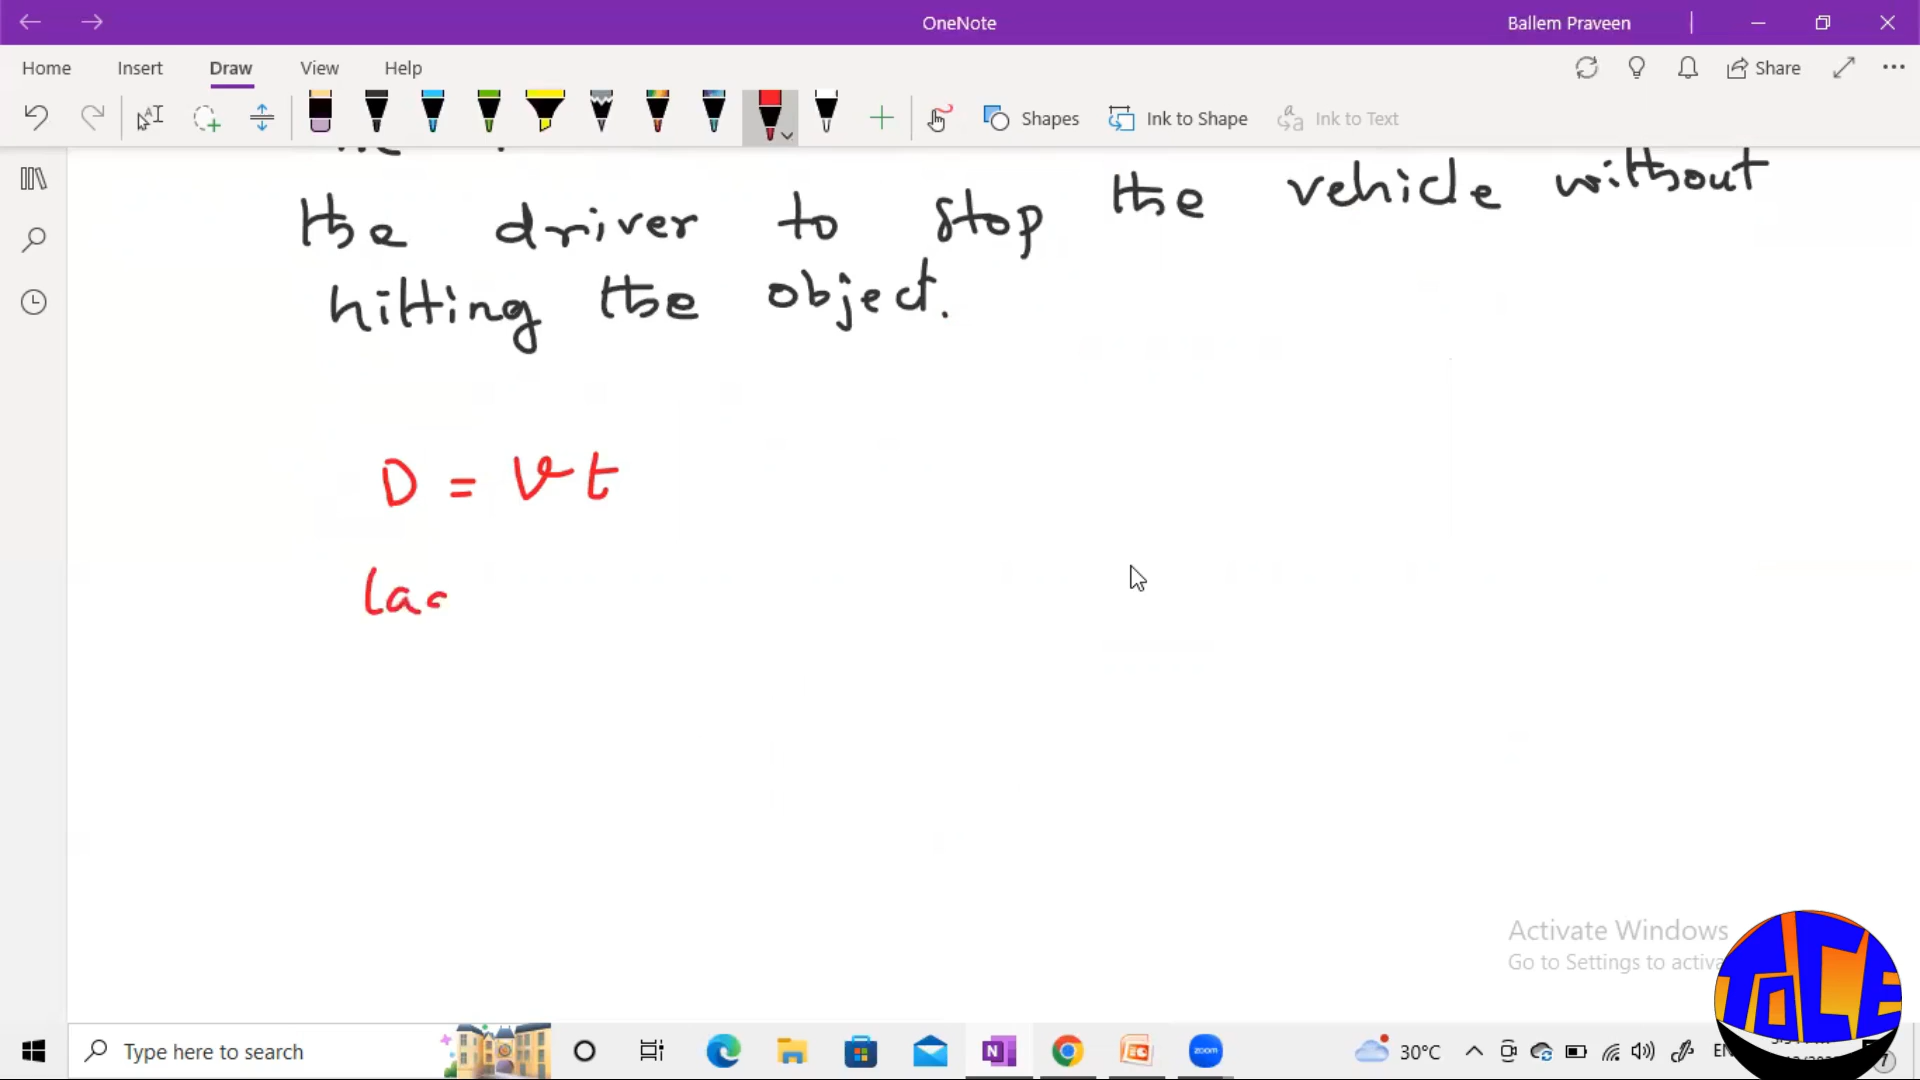 OneNote
Ballem Praveen
Home Insert Draw View Help
Share
Shapes Ink to Shape Ink to Text
the driver to stop the vehicle without
hitting the object.
D = Vt
Activate Windows
Go to Settings to activa
TOCE
Type here to search
zoom
30°C